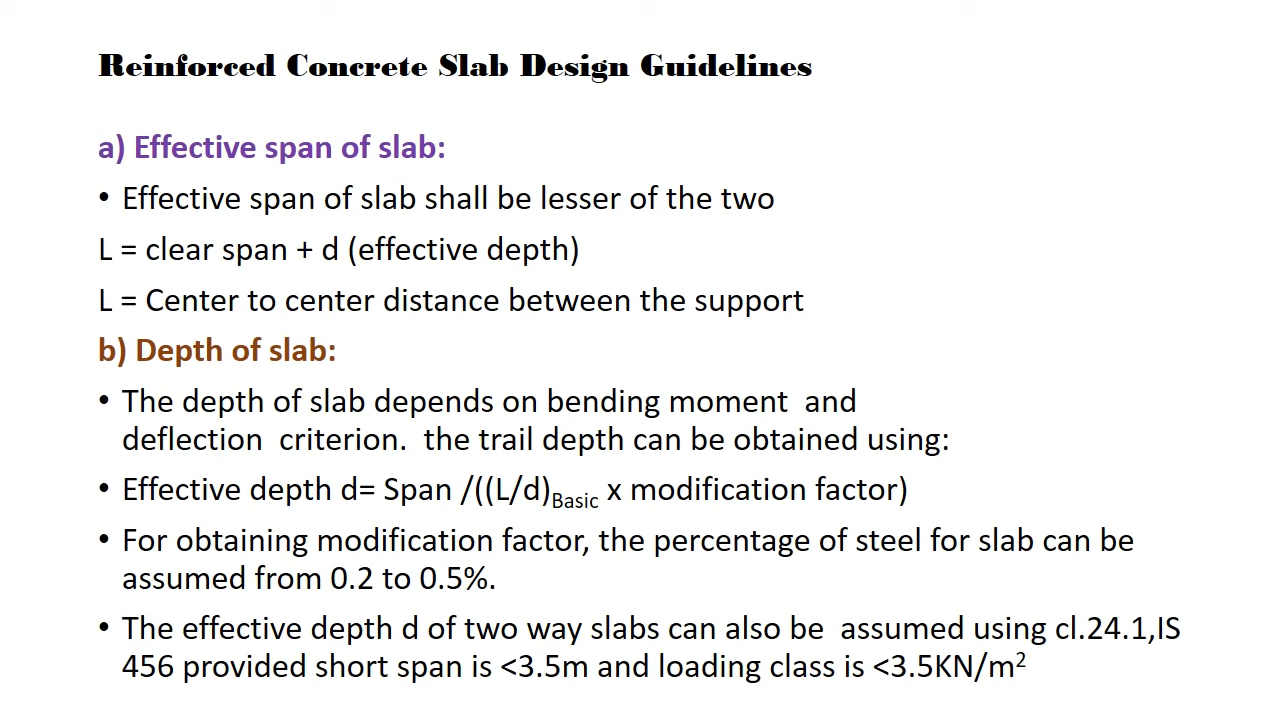 Reinforced Concrete Slab Design Guidelines
a) Effective span of slab:
• Effective span of slab shall be lesser of the two
L = clear span + d (effective depth)
L = Center to center distance between the support
b) Depth of slab:
• The depth of slab depends on bending moment  and
deflection  criterion.  the trail depth can be obtained using:
• Effective depth d= Span /((L/d)Basic x modification factor)
• For obtaining modification factor, the percentage of steel for slab can be
assumed from 0.2 to 0.5%.
• The effective depth d of two way slabs can also be  assumed using cl.24.1,IS
456 provided short span is <3.5m and loading class is <3.5KN/m²